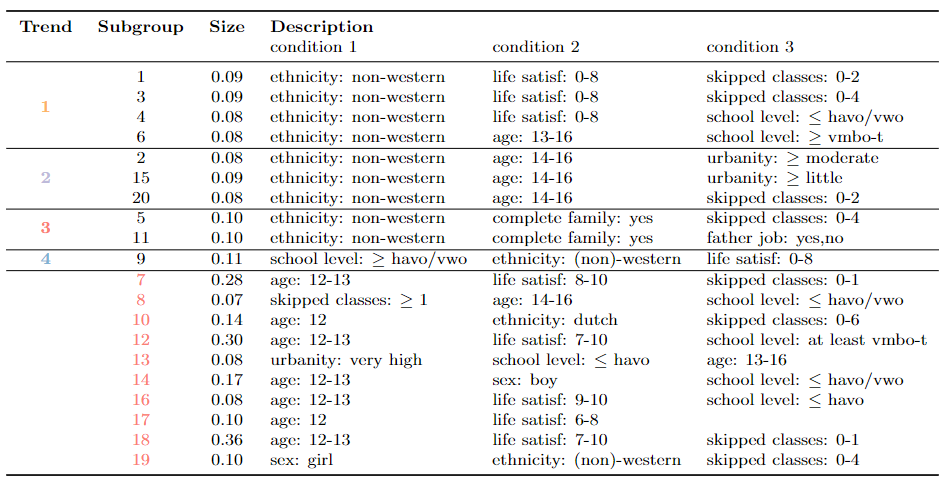 Trend Subgroup Size Description
condition 1 condition 2 condition 3
1 0.09 ethnicity: non-western life satisf: 0-8 skipped classes: 0-2
3 0.09 ethnicity: non-western life satisf: 0-8 skipped classes: 0-4
1
4 0.08 ethnicity: non-western life satisf: 0-8 school level: ≤ havo/vwo
6 0.08 ethnicity: non-western age: 13-16 school level: ≥ vmbo-t
2 0.08 ethnicity: non-western age: 14-16 urbanity: ≥ moderate
2 15 0.09 ethnicity: non-western age: 14-16 urbanity: ≥ little
20 0.08 ethnicity: non-western age: 14-16 skipped classes: 0-2
5 0.10 ethnicity: non-western complete family: yes skipped classes: 0-4
3
11 0.10 ethnicity: non-western complete family: yes father job: yes,no
4 9 0.11 school level: ≥ havo/vwo ethnicity: (non)-western life satisf: 0-8
7 0.28 age: 12-13 life satisf: 8-10 skipped classes: 0-1
8 0.07 skipped classes: ≥ 1 age: 14-16 school level: ≤ havo/vwo
10 0.14 age: 12 ethnicity: dutch skipped classes: 0-6
12 0.30 age: 12-13 life satisf: 7-10 school level: at least vmbo-t
13 0.08 urbanity: very high school level: ≤ havo age: 13-16
14 0.17 age: 12-13 sex: boy school level: ≤ havo/vwo
16 0.08 age: 12-13 life satisf: 9-10 school level: ≤ havo
17 0.10 age: 12 life satisf: 6-8
18 0.36 age: 12-13 life satisf: 7-10 skipped classes: 0-1
19 0.10 sex: girl ethnicity: (non)-western skipped classes: 0-4